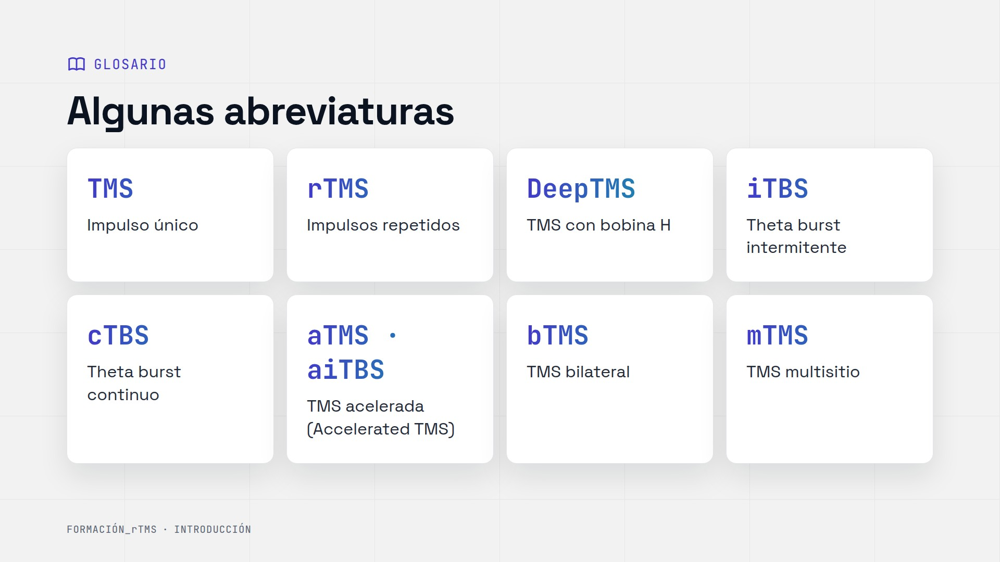 GLOSARIO
Algunas abreviaturas
TMS
Impulso único
rTMS
Impulsos repetidos
DeepTMS
TMS con bobina H
iTBS
Theta burst
intermitente
cTBS
Theta burst
continuo
aTMS ·
aiTBS
TMS acelerada
(Accelerated TMS)
bTMS
TMS bilateral
mTMS
TMS multisitio
FORMACIÓN_rTMS · INTRODUCCIÓN